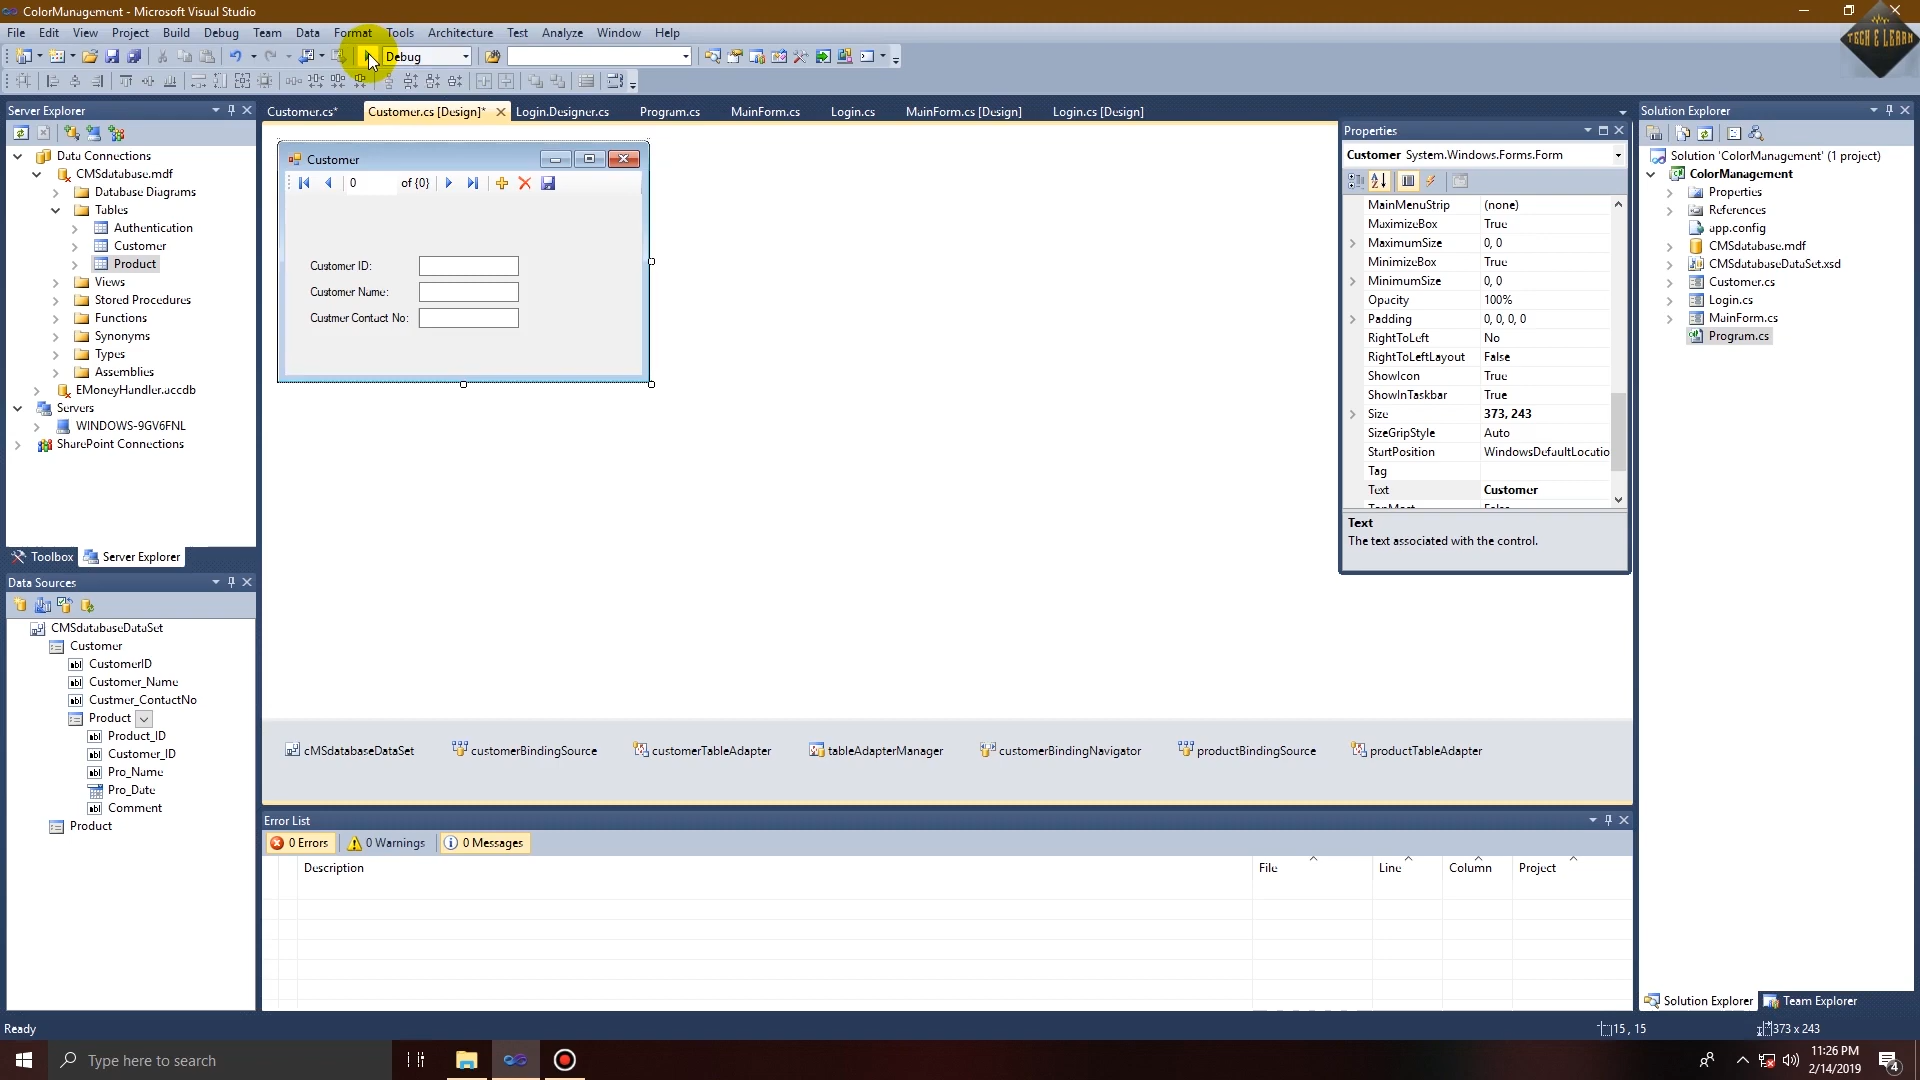 ColorManagement - Microsoft Visual Studio
File Edit View Project Build Debug Team Data Format Tools Architecture Test Analyze Window Help
TECH & LEARN
Debug
Server Explorer
Data Connections
CMSdatabase.mdf
Database Diagrams
Tables
Authentication
Customer
Product
Views
Stored Procedures
Functions
Synonyms
Types
Assemblies
EMoneyHandler.accdb
Servers
WINDOWS-9GV6FNL
SharePoint Connections
Toolbox Server Explorer
Data Sources
CMSdatabaseDataSet
Customer
CustomerID
Customer_Name
Custmer_ContactNo
Product
Product_ID
Customer_ID
Pro_Name
Pro_Date
Comment
Product
Customer.cs* Customer.cs [Design]* Login.Designer.cs Program.cs MainForm.cs Login.cs MainForm.cs [Design] Login.cs [Design]
Customer
0 of {0}
Customer ID:
Customer Name:
Custmer Contact No:
cMSdatabaseDataSet customerBindingSource customerTableAdapter tableAdapterManager customerBindingNavigator productBindingSource productTableAdapter
Error List
0 Errors 0 Warnings 0 Messages
Description File Line Column Project
Properties
Customer System.Windows.Forms.Form
MainMenuStrip (none)
MaximizeBox True
MaximumSize 0, 0
MinimizeBox True
MinimumSize 0, 0
Opacity 100%
Padding 0, 0, 0, 0
RightToLeft No
RightToLeftLayout False
ShowIcon True
ShowInTaskbar True
Size 373, 243
SizeGripStyle Auto
StartPosition WindowsDefaultLocatio
Tag
Text Customer
TopMost False
Text
The text associated with the control.
Solution Explorer
Solution 'ColorManagement' (1 project)
ColorManagement
Properties
References
app.config
CMSdatabase.mdf
CMSdatabaseDataSet.xsd
Customer.cs
Login.cs
MainForm.cs
Program.cs
Solution Explorer Team Explorer
Ready 15 , 15 373 x 243
Type here to search
11:26 PM
2/14/2019
4